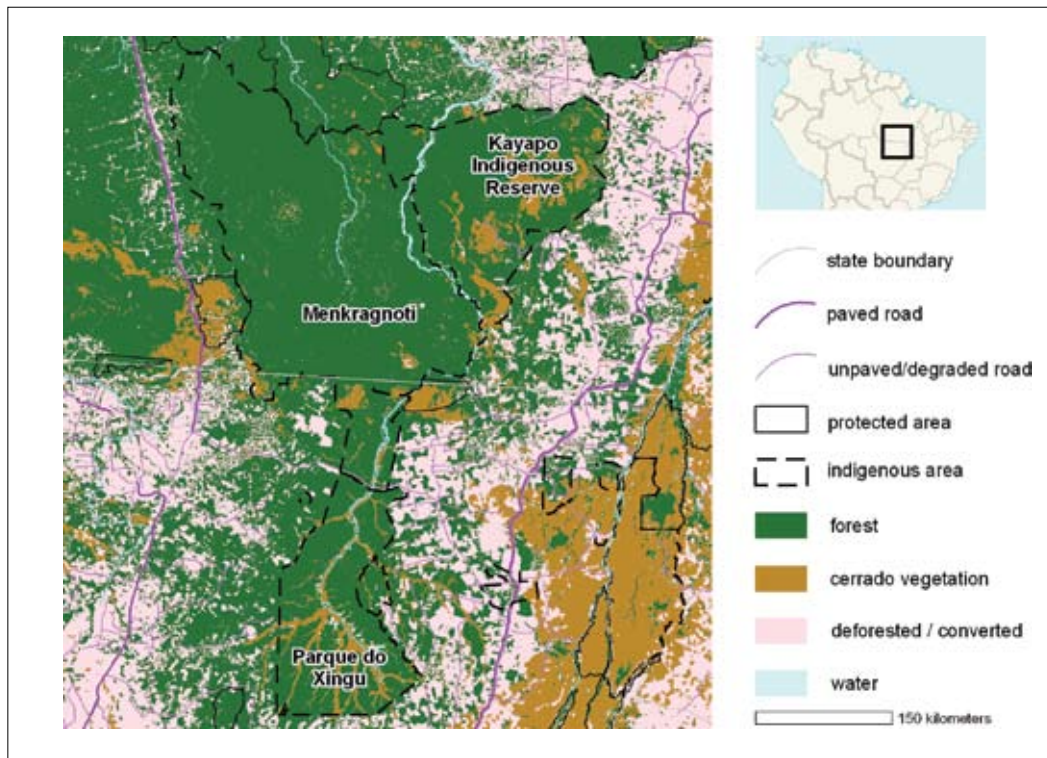 Kayapo
Indigenous
Reserve
Menkragnoti
Parque do
Xingu
state boundary
paved road
unpaved/degraded road
protected area
indigenous area
forest
cerrado vegetation
deforested / converted
water
150 kilometers